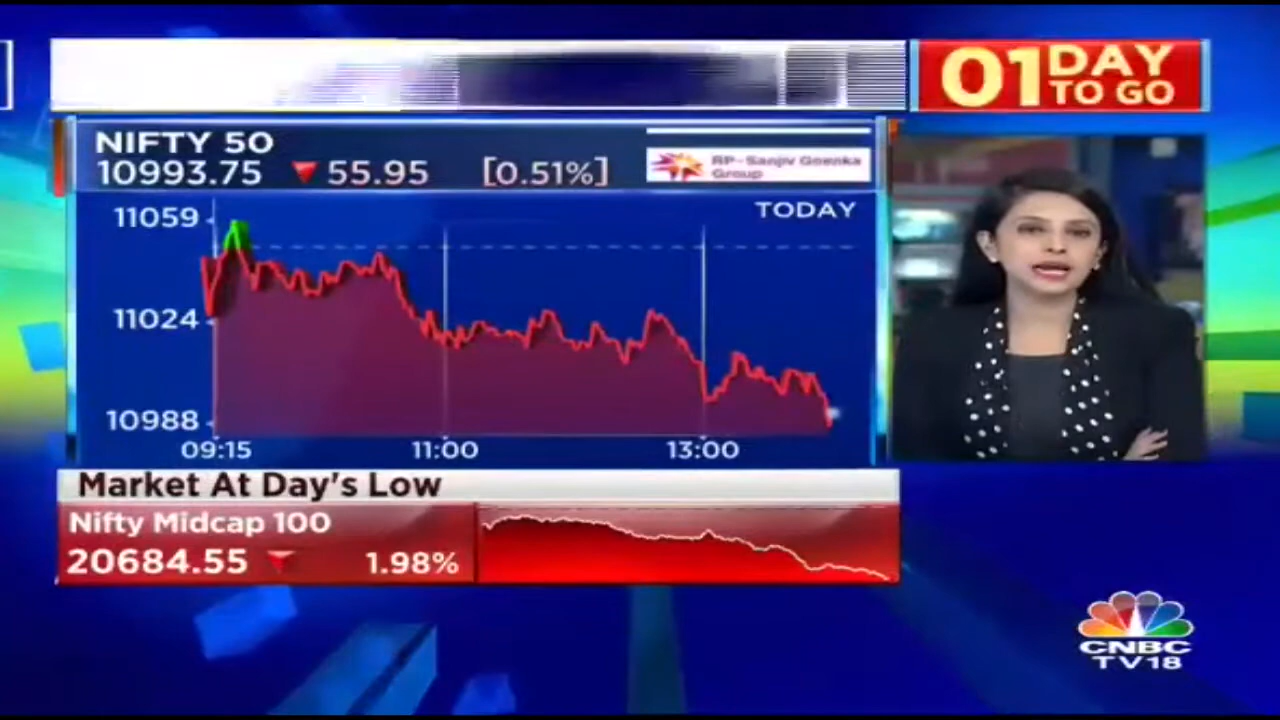 01 DAY
TO GO
NIFTY 50
10993.75 ▼ 55.95 [0.51%]
RP-Sanjiv Goenka
Group
TODAY
11059
11024
10988
09:15 11:00 13:00
Market At Day's Low
Nifty Midcap 100
20684.55 ▼ 1.98%
CNBC
TV18